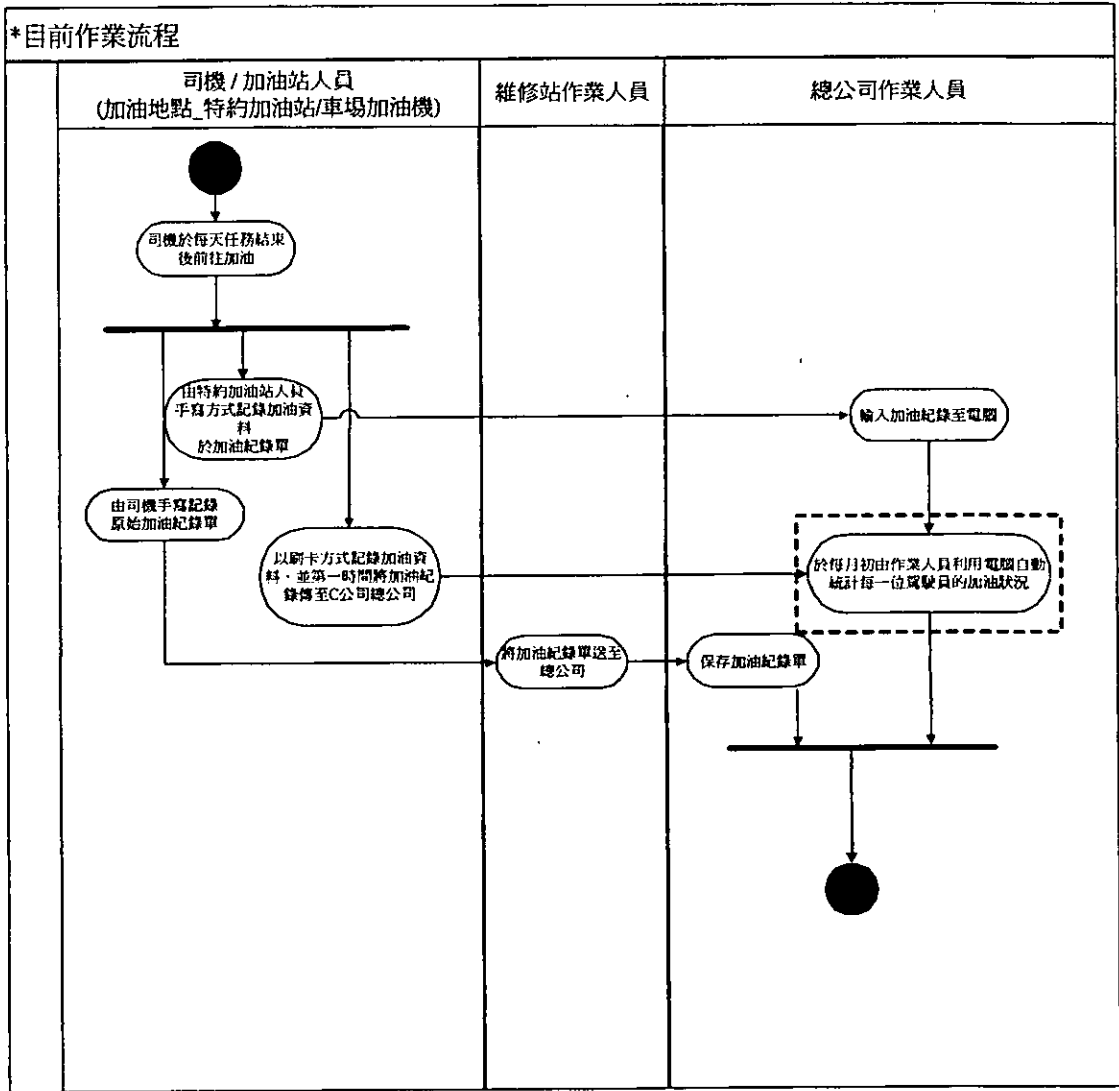 *目前作業流程
司機 / 加油站人員
(加油地點_特約加油站/車場加油機)
維修站作業人員
總公司作業人員
司機於每天任務結束
後前往加油
由特約加油站人員
手寫方式記錄加油資
料
於加油紀錄單
輸入加油紀錄至電腦
由司機手寫記錄
原始加油紀錄單
以刷卡方式記錄加油資
料，並第一時間將加油紀
錄傳至C公司總公司
於每月初由作業人員利用電腦自動
統計每一位駕駛員的加油狀況
將加油紀錄單送至
總公司
保存加油紀錄單